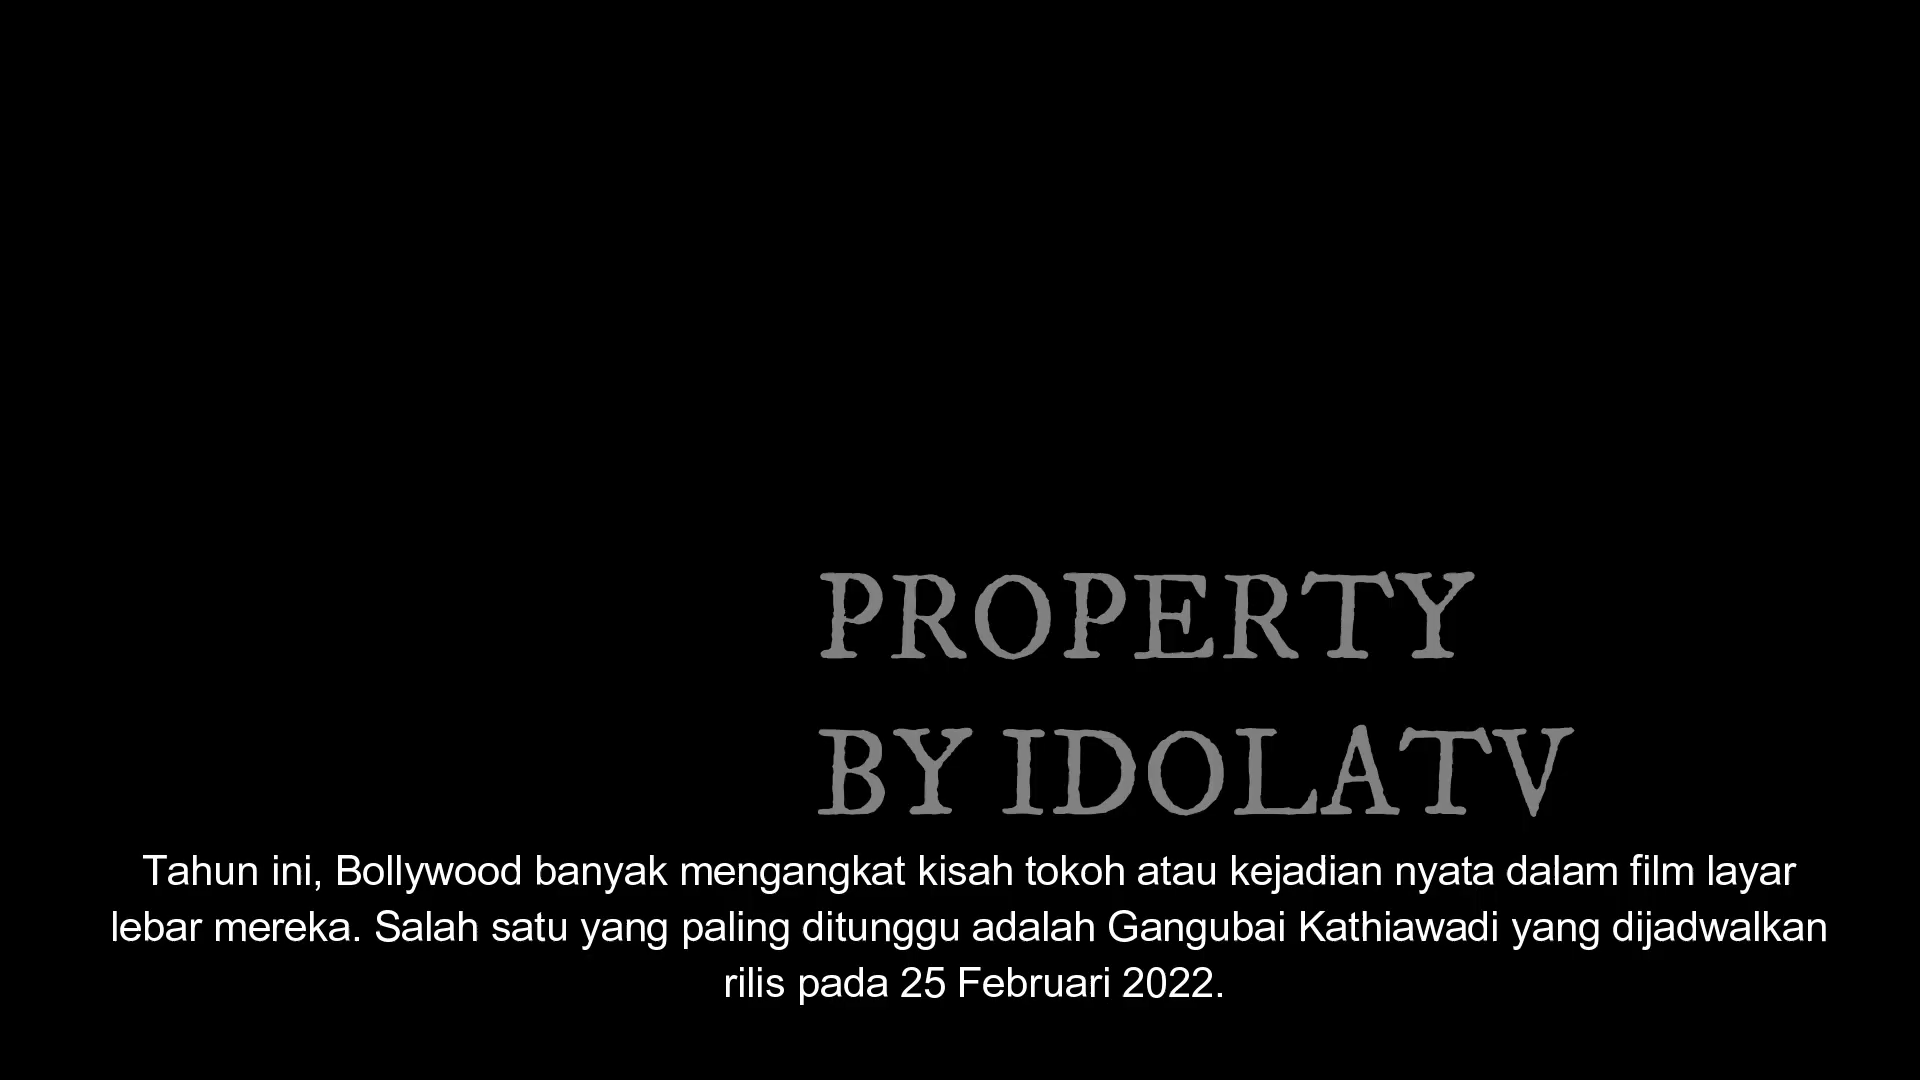 PROPERTY
BY IDOLATV
Tahun ini, Bollywood banyak mengangkat kisah tokoh atau kejadian nyata dalam film layar
lebar mereka. Salah satu yang paling ditunggu adalah Gangubai Kathiawadi yang dijadwalkan
rilis pada 25 Februari 2022.